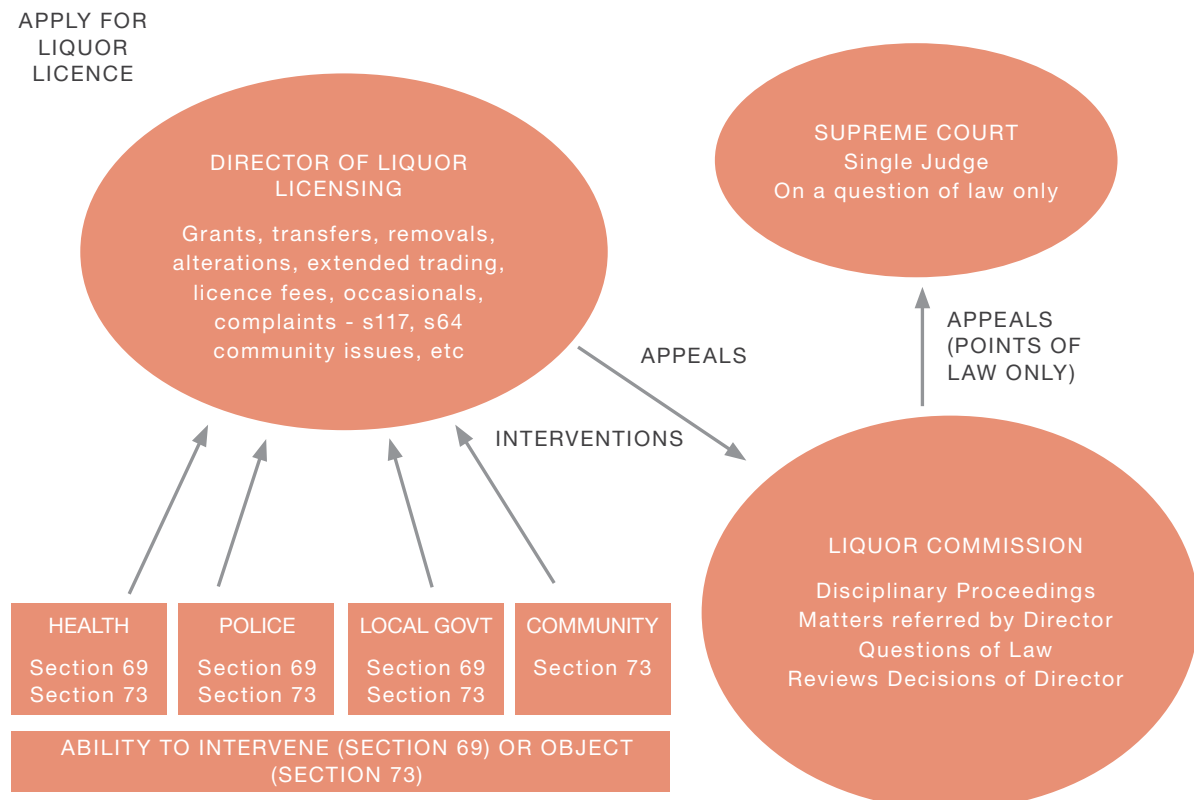 APPLY FOR
LIQUOR
LICENCE
DIRECTOR OF LIQUOR
LICENSING
Grants, transfers, removals,
alterations, extended trading,
licence fees, occasionals,
complaints - s117, s64
community issues, etc
SUPREME COURT
Single Judge
On a question of law only
APPEALS
(POINTS OF
LAW ONLY)
APPEALS
INTERVENTIONS
LIQUOR COMMISSION
Disciplinary Proceedings
Matters referred by Director
Questions of Law
Reviews Decisions of Director
HEALTH
Section 69
Section 73
POLICE
Section 69
Section 73
LOCAL GOVT
Section 69
Section 73
COMMUNITY
Section 73
ABILITY TO INTERVENE (SECTION 69) OR OBJECT
(SECTION 73)